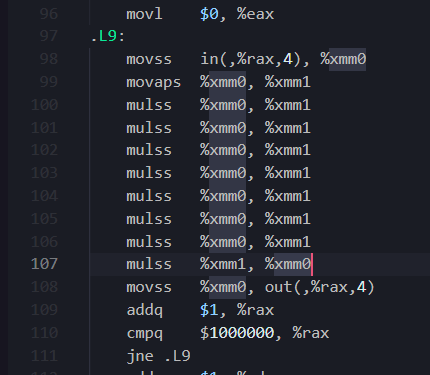 96 movl $0, %eax
97 .L9:
98 movss in(,%rax,4), %xmm0
99 movaps %xmm0, %xmm1
100 mulss %xmm0, %xmm1
101 mulss %xmm0, %xmm1
102 mulss %xmm0, %xmm1
103 mulss %xmm0, %xmm1
104 mulss %xmm0, %xmm1
105 mulss %xmm0, %xmm1
106 mulss %xmm0, %xmm1
107 mulss %xmm1, %xmm0
108 movss %xmm0, out(,%rax,4)
109 addq $1, %rax
110 cmpq $1000000, %rax
111 jne .L9